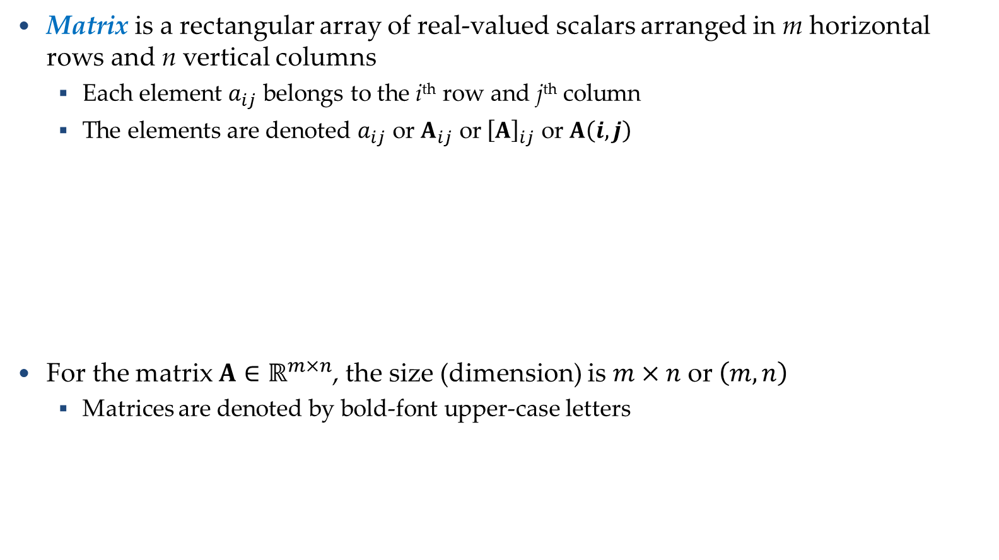 • Matrix is a rectangular array of real-valued scalars arranged in m horizontal
rows and n vertical columns
▪ Each element aᵢⱼ belongs to the iᵗʰ row and jᵗʰ column
▪ The elements are denoted aᵢⱼ or 𝐀ᵢⱼ or [𝐀]ᵢⱼ or 𝐀(𝒊, 𝒋)
• For the matrix 𝐀 ∈ ℝᵐˣⁿ, the size (dimension) is m × n or (m, n)
▪ Matrices are denoted by bold-font upper-case letters